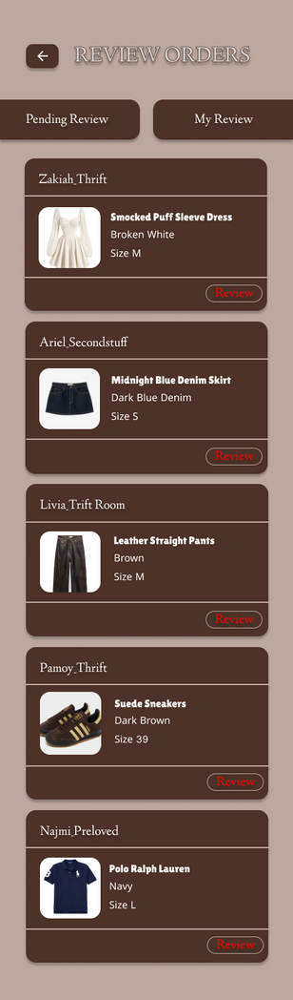 REVIEW ORDERS
Pending Review
My Review
Zakiah_Thrift
Smocked Puff Sleeve Dress
Broken White
Size M
Review
Ariel_Secondstuff
Midnight Blue Denim Skirt
Dark Blue Denim
Size S
Review
Livia_Trift Room
Leather Straight Pants
Brown
Size M
Review
Pamoy_Thrift
Suede Sneakers
Dark Brown
Size 39
Review
Najmi_Preloved
Polo Ralph Lauren
Navy
Size L
Review